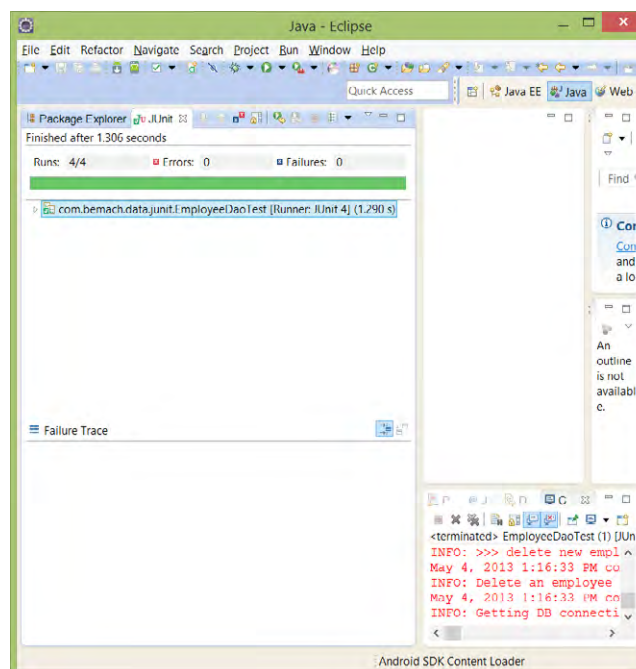 Java - Eclipse
File Edit Refactor Navigate Search Project Run Window Help
Quick Access
Java EE Java Web
Package Explorer JUnit
Finished after 1.306 seconds
Runs: 4/4 Errors: 0 Failures: 0
com.bemach.data.junit.EmployeeDaoTest [Runner: JUnit 4] (1.290 s)
Find
Con
Con
and
a lo
An
outline
is not
availabl
e.
Failure Trace
P J D C
<terminated> EmployeeDaoTest (1) [JUn
INFO: >>> delete new empl
May 4, 2013 1:16:33 PM co
INFO: Delete an employee
May 4, 2013 1:16:33 PM co
INFO: Getting DB connecti
Android SDK Content Loader